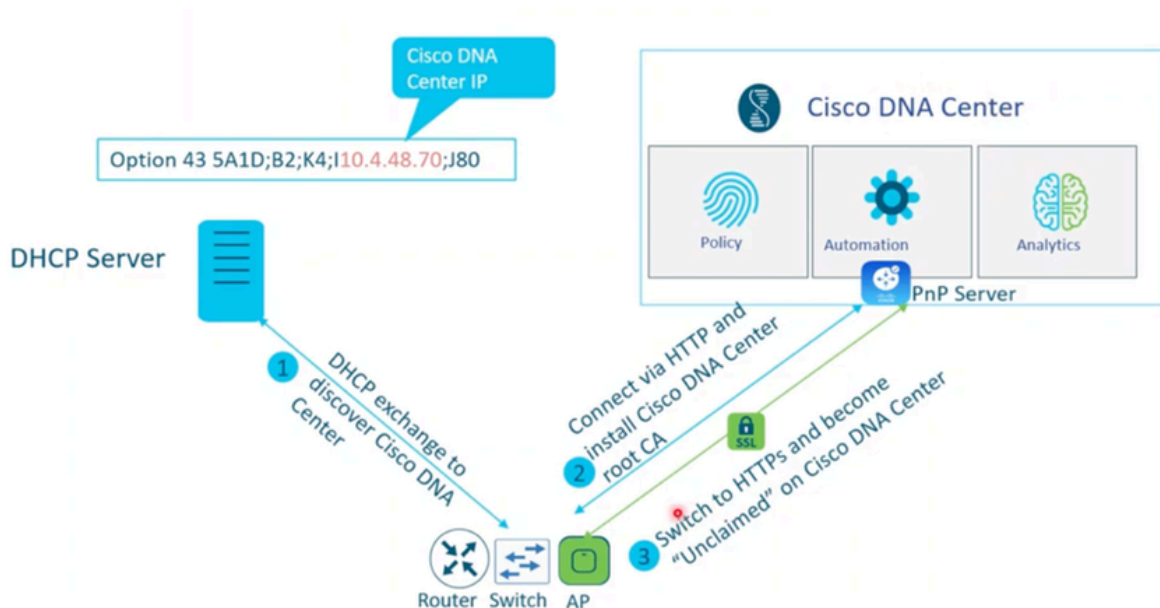 Cisco DNA
Center IP
Option 43 5A1D;B2;K4;I10.4.48.70;J80
DHCP Server
Cisco DNA Center
Policy
Automation
Analytics
PnP Server
1
DHCP exchange to
discover Cisco DNA
Center
2
Connect via HTTP and
install Cisco DNA Center
root CA
SSL
3
Switch to HTTPs and become
“Unclaimed” on Cisco DNA Center
Router
Switch
AP